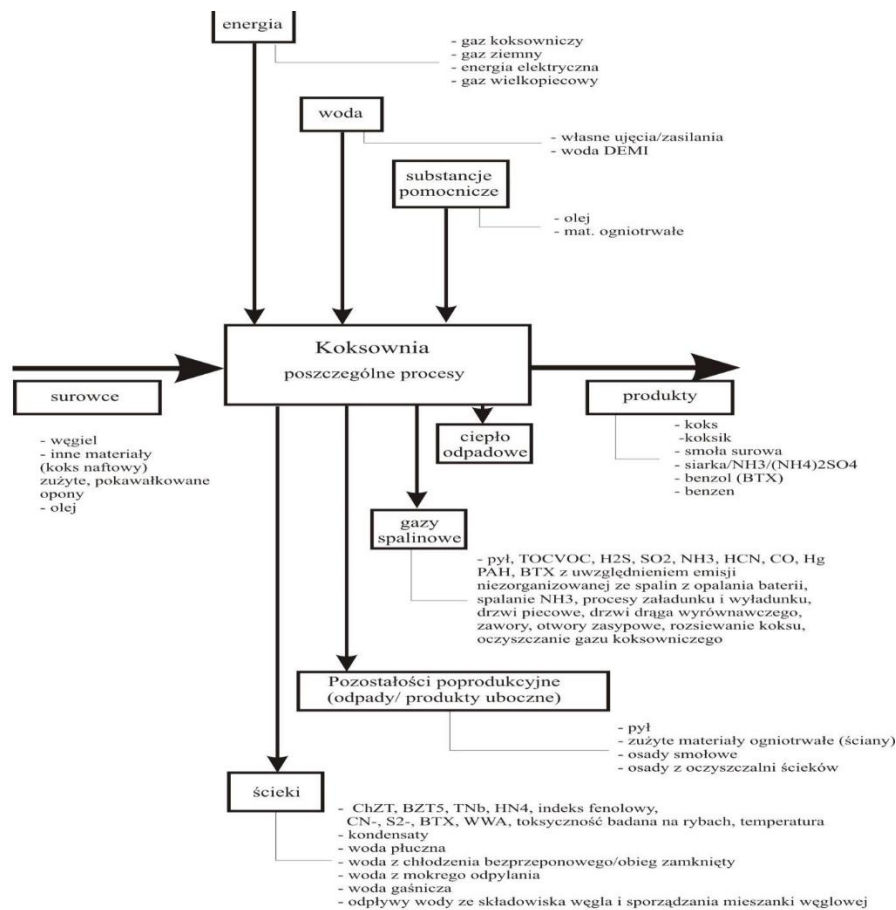 energia
- gaz koksowniczy
- gaz ziemny
- energia elektryczna
- gaz wielkopiecowy
woda
- własne ujęcia/zasilania
- woda DEMI
substancje
pomocnicze
- olej
- mat. ogniotrwałe
Koksownia
poszczególne procesy
surowce
- węgiel
- inne materiały
(koks naftowy)
zużyte, pokawałkowane
opony
- olej
produkty
- koks
-koksik
- smoła surowa
- siarka/NH3/(NH4)2SO4
- benzol (BTX)
- benzen
ciepło
odpadowe
gazy
spalinowe
- pył, TOCVOC, H2S, SO2, NH3, HCN, CO, Hg
PAH, BTX z uwzględnieniem emisji
niezorganizowanej ze spalin z opalania baterii,
spalanie NH3, procesy załadunku i wyładunku,
drzwi piecowe, drzwi drąga wyrównawczego,
zawory, otwory zasypowe, rozsiewanie koksu,
oczyszczanie gazu koksowniczego
Pozostałości poprodukcyjne
(odpady/ produkty uboczne)
- pył
- zużyte materiały ogniotrwałe (ściany)
- osady smołowe
- osady z oczyszczalni ścieków
ścieki
- ChZT, BZT5, TNb, HN4, indeks fenolowy,
CN-, S2-, BTX, WWA, toksyczność badana na rybach, temperatura
- kondensaty
- woda płuczna
- woda z chłodzenia bezprzeponowego/obieg zamknięty
- woda z mokrego odpylania
- woda gaśnicza
- odpływy wody ze składowiska węgla i sporządzania mieszanki węglowej